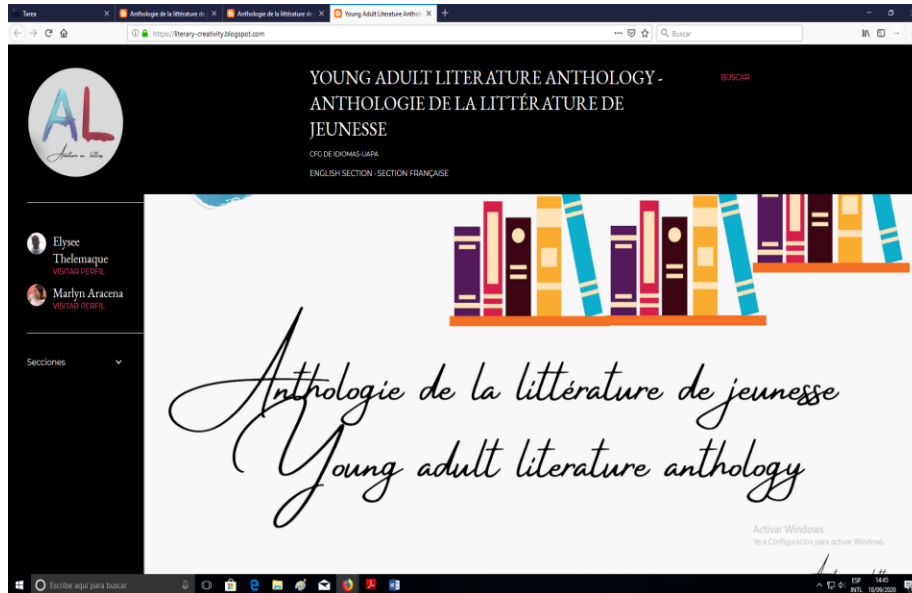 Tarea
Anthologie de la littérature de j
Anthologie de la littérature de j
Young Adult Literature Anthol
https://literary-creativity.blogspot.com
Buscar
AL
YOUNG ADULT LITERATURE ANTHOLOGY -
ANTHOLOGIE DE LA LITTÉRATURE DE
JEUNESSE
BUSCAR
CFG DE IDIOMAS-UAPA
ENGLISH SECTION - SECTION FRANÇAISE
Elysee
Thelemaque
VISITAR PERFIL
Marlyn Aracena
VISITAR PERFIL
Secciones
Anthologie de la littérature de jeunesse
Young adult literature anthology
Activar Windows
Ve a Configuración para activar Windows.
Escribe aquí para buscar
ESP
INTL
14:45
18/09/2020